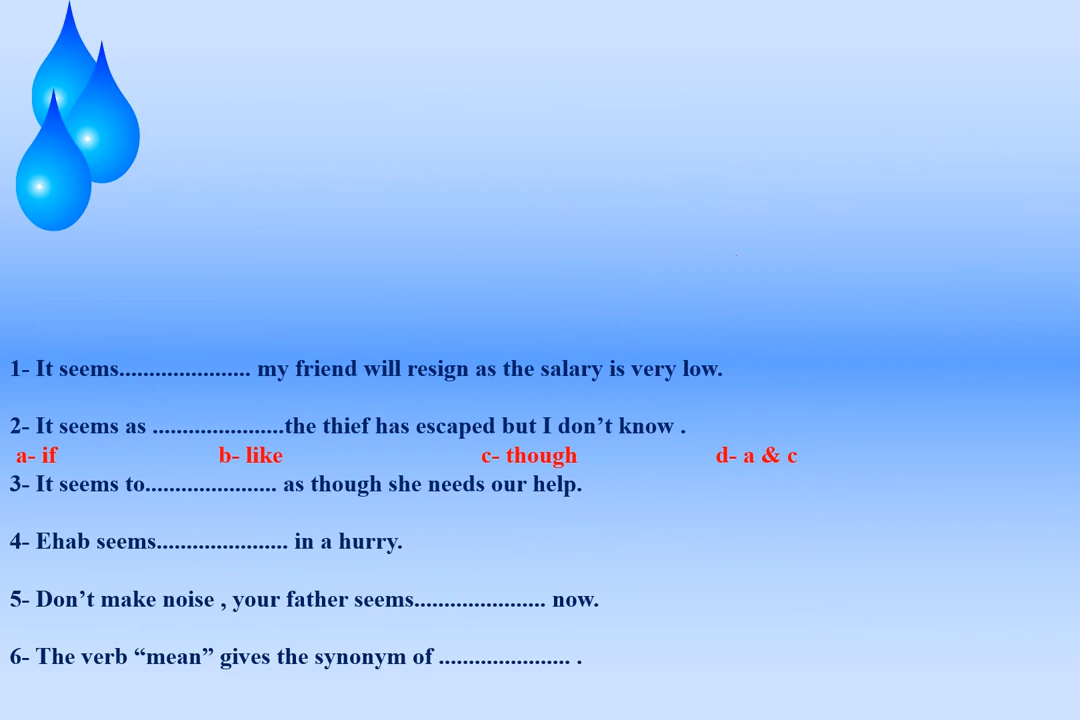 1- It seems...................... my friend will resign as the salary is very low.
2- It seems as ......................the thief has escaped but I don’t know .
a- if b- like c- though d- a & c
3- It seems to...................... as though she needs our help.
4- Ehab seems...................... in a hurry.
5- Don’t make noise , your father seems...................... now.
6- The verb “mean” gives the synonym of ...................... .